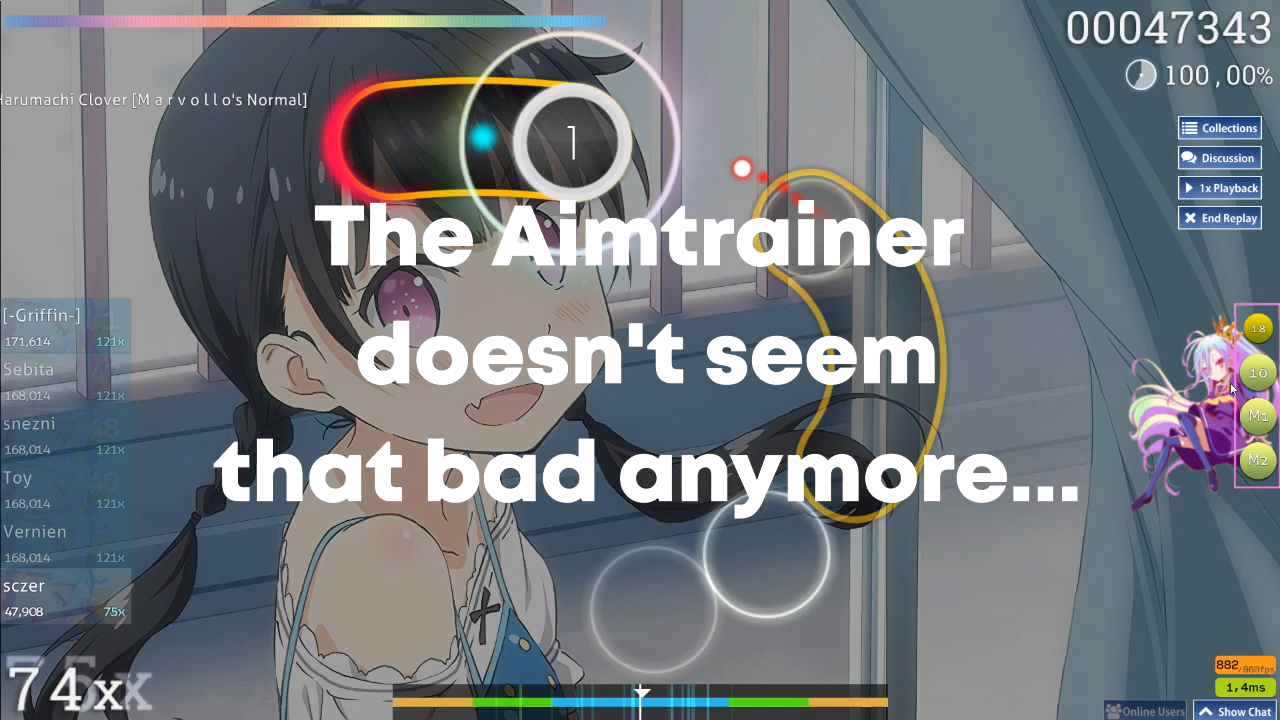 00047343
100,00%
Harumachi Clover [M a r v o l l o's Normal]
Collections
Discussion
1x Playback
End Replay
1
The Aimtrainer
doesn't seem
that bad anymore...
[-Griffin-]
171,614 121x
Sebita
168,014 121x
snezni
168,014 121x
Toy
168,014 121x
Vernien
168,014 121x
sczer
47,908 75x
18
10
M1
M2
74x
882/963fps
1,4ms
Online Users
Show Chat